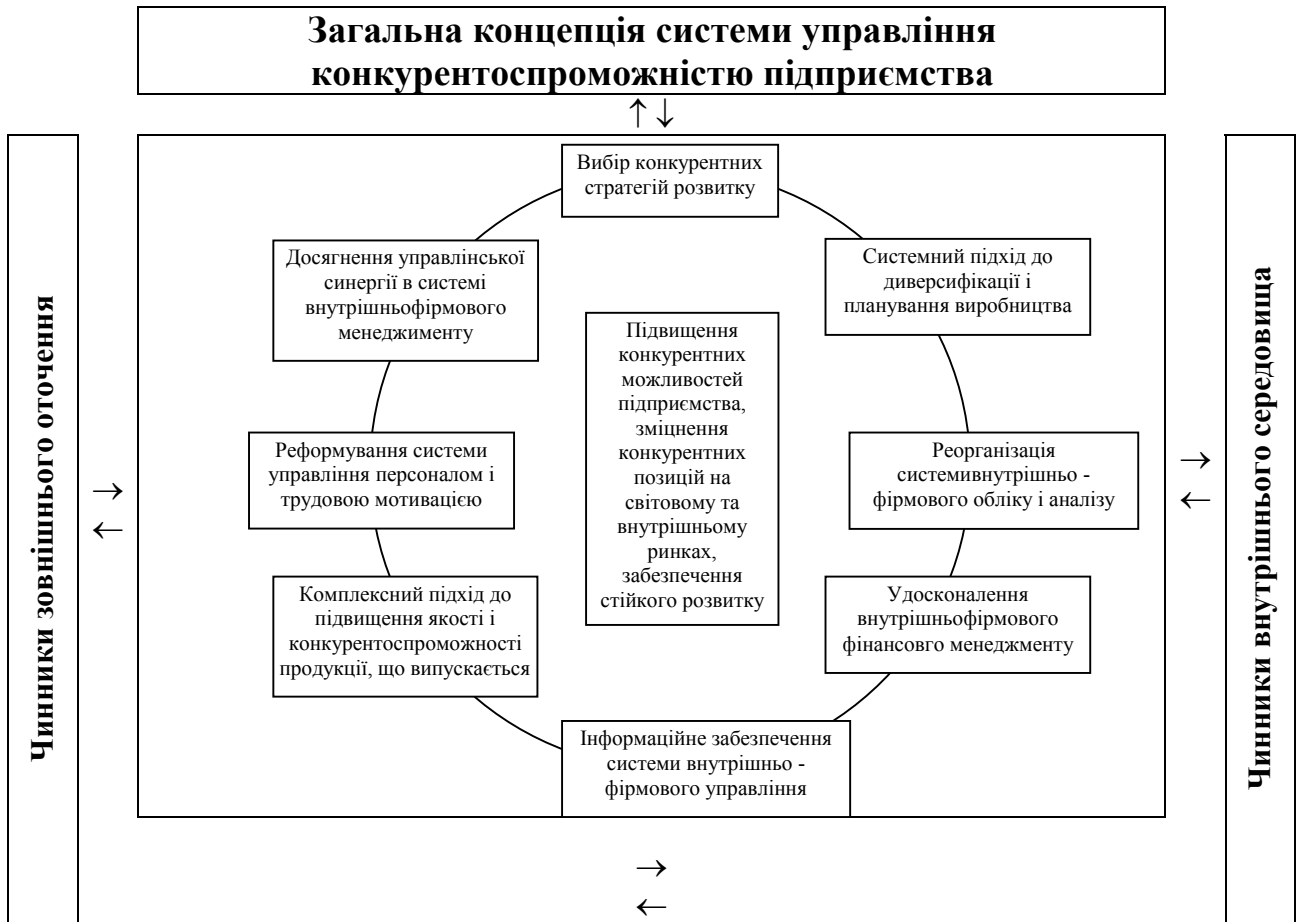 Загальна концепція системи управління
конкурентоспроможністю підприємства
↑↓
Чинники зовнішнього оточення
→
←
Вибір конкурентних
стратегій розвитку
Досягнення управлінської
синергії в системі
внутрішньофірмового
менеджименту
Системний підхід до
диверсифікації і
планування виробництва
Підвищення
конкурентних
можливостей
підприємства,
зміцнення
конкурентних
позицій на
світовому та
внутрішньому
ринках,
забезпечення
стійкого розвитку
Реформування системи
управління персоналом і
трудовою мотивацією
Реорганізація
системивнутрішньо -
фірмового обліку і аналізу
Комплексний підхід до
підвищення якості і
конкурентоспроможності
продукції, що випускається
Удосконалення
внутрішньофірмового
фінансовго менеджменту
Інформаційне забезпечення
системи внутрішньо -
фірмового управління
→
←
Чинники внутрішнього середовища
→
←